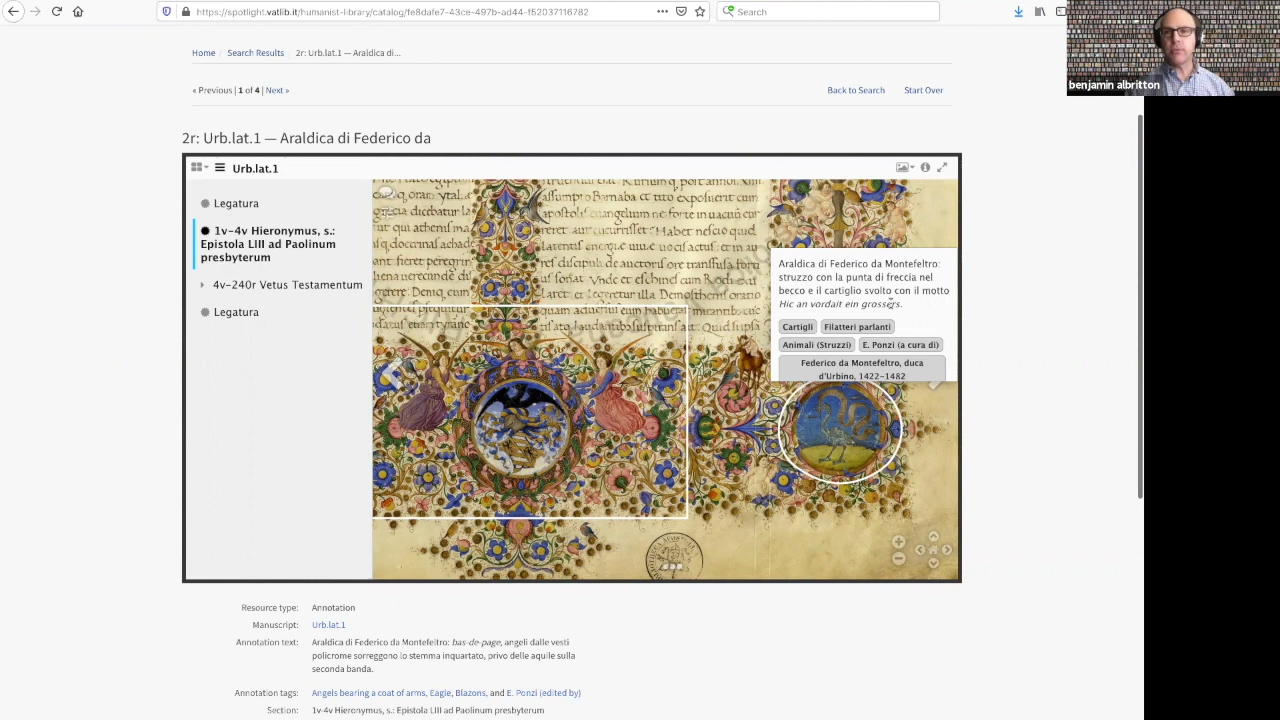 https://spotlight.vatlib.it/humanist-library/catalog/fe8dafe7-43ce-497b-ad44-f52037116782
Search
benjamin albritton
Home / Search Results / 2r: Urb.lat.1 — Araldica di...
« Previous | 1 of 4 | Next »
Back to Search
Start Over
2r: Urb.lat.1 — Araldica di Federico da
Urb.lat.1
Legatura
1v-4v Hieronymus, s.:
Epistola LIII ad Paolinum
presbyterum
4v-240r Vetus Testamentum
Legatura
Araldica di Federico da Montefeltro:
struzzo con la punta di freccia nel
becco e il cartiglio svolto con il motto
Hic an vordait ein grossers.
Cartigli
Filatteri parlanti
Animali (Struzzi)
E. Ponzi (a cura di)
Federico da Montefeltro, duca
d'Urbino, 1422-1482
Resource type: Annotation
Manuscript: Urb.lat.1
Annotation text: Araldica di Federico da Montefeltro: bas-de-page, angeli dalle vesti
policrome sorreggono lo stemma inquartato, privo delle aquile sulla
seconda banda.
Annotation tags: Angels bearing a coat of arms, Eagle, Blazons, and E. Ponzi (edited by)
Section: 1v-4v Hieronymus, s.: Epistola LIII ad Paolinum presbyterum